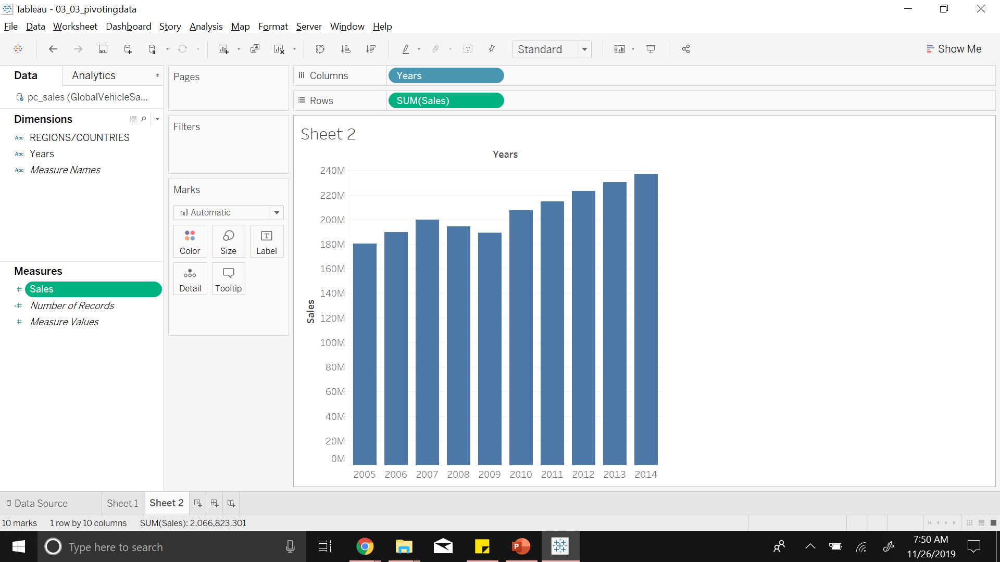 Tableau - 03_03_pivotingdata
File Data Worksheet Dashboard Story Analysis Map Format Server Window Help
Standard
Show Me
Data Analytics
pc_sales (GlobalVehicleSa...
Dimensions
Abc REGIONS/COUNTRIES
Abc Years
Abc Measure Names
Measures
# Sales
=# Number of Records
# Measure Values
Pages
Filters
Marks
Automatic
Color Size Label
Detail Tooltip
Columns Years
Rows SUM(Sales)
Sheet 2
Years
Sales
240M
220M
200M
180M
160M
140M
120M
100M
80M
60M
40M
20M
0M
2005 2006 2007 2008 2009 2010 2011 2012 2013 2014
Data Source Sheet 1 Sheet 2
10 marks 1 row by 10 columns SUM(Sales): 2,066,823,301
Type here to search
7:50 AM
11/26/2019